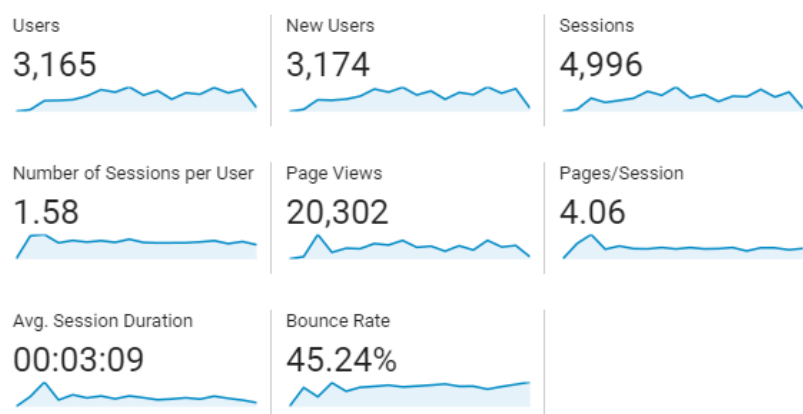 Users
3,165
New Users
3,174
Sessions
4,996
Number of Sessions per User
1.58
Page Views
20,302
Pages/Session
4.06
Avg. Session Duration
00:03:09
Bounce Rate
45.24%